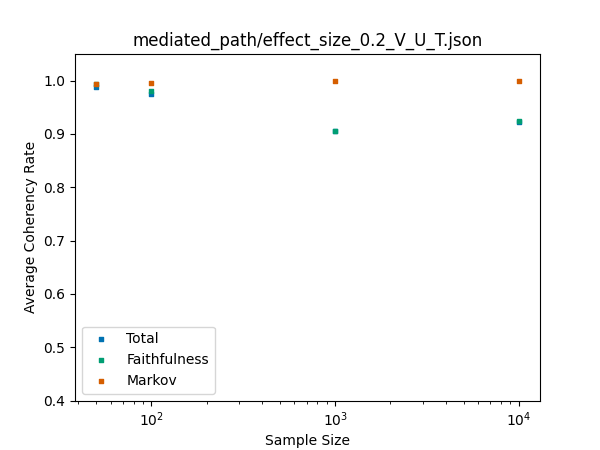 mediated_path/effect_size_0.2_V_U_T.json
Average Coherency Rate
1.0
0.9
0.8
0.7
0.6
0.5
0.4
Total
Faithfulness
Markov
10²
10³
10⁴
Sample Size